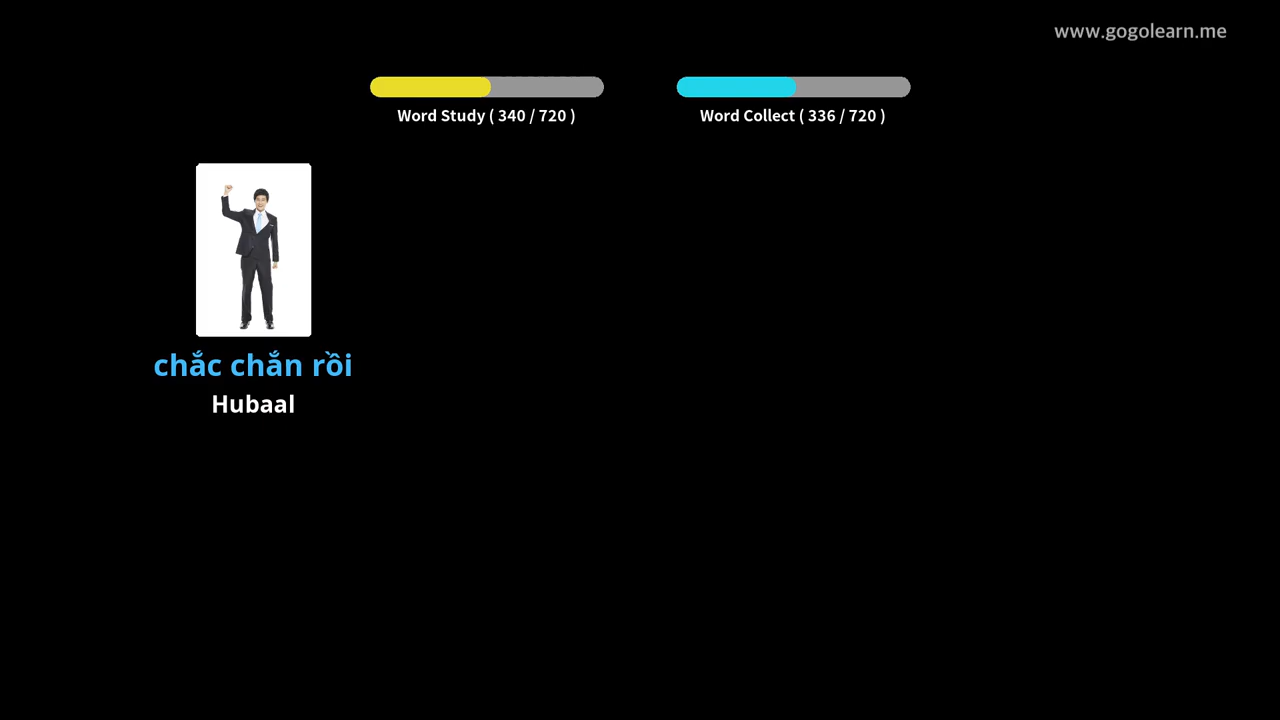 www.gogolearn.me
Word Study ( 340 / 720 )
Word Collect ( 336 / 720 )
chắc chắn rồi
Hubaal